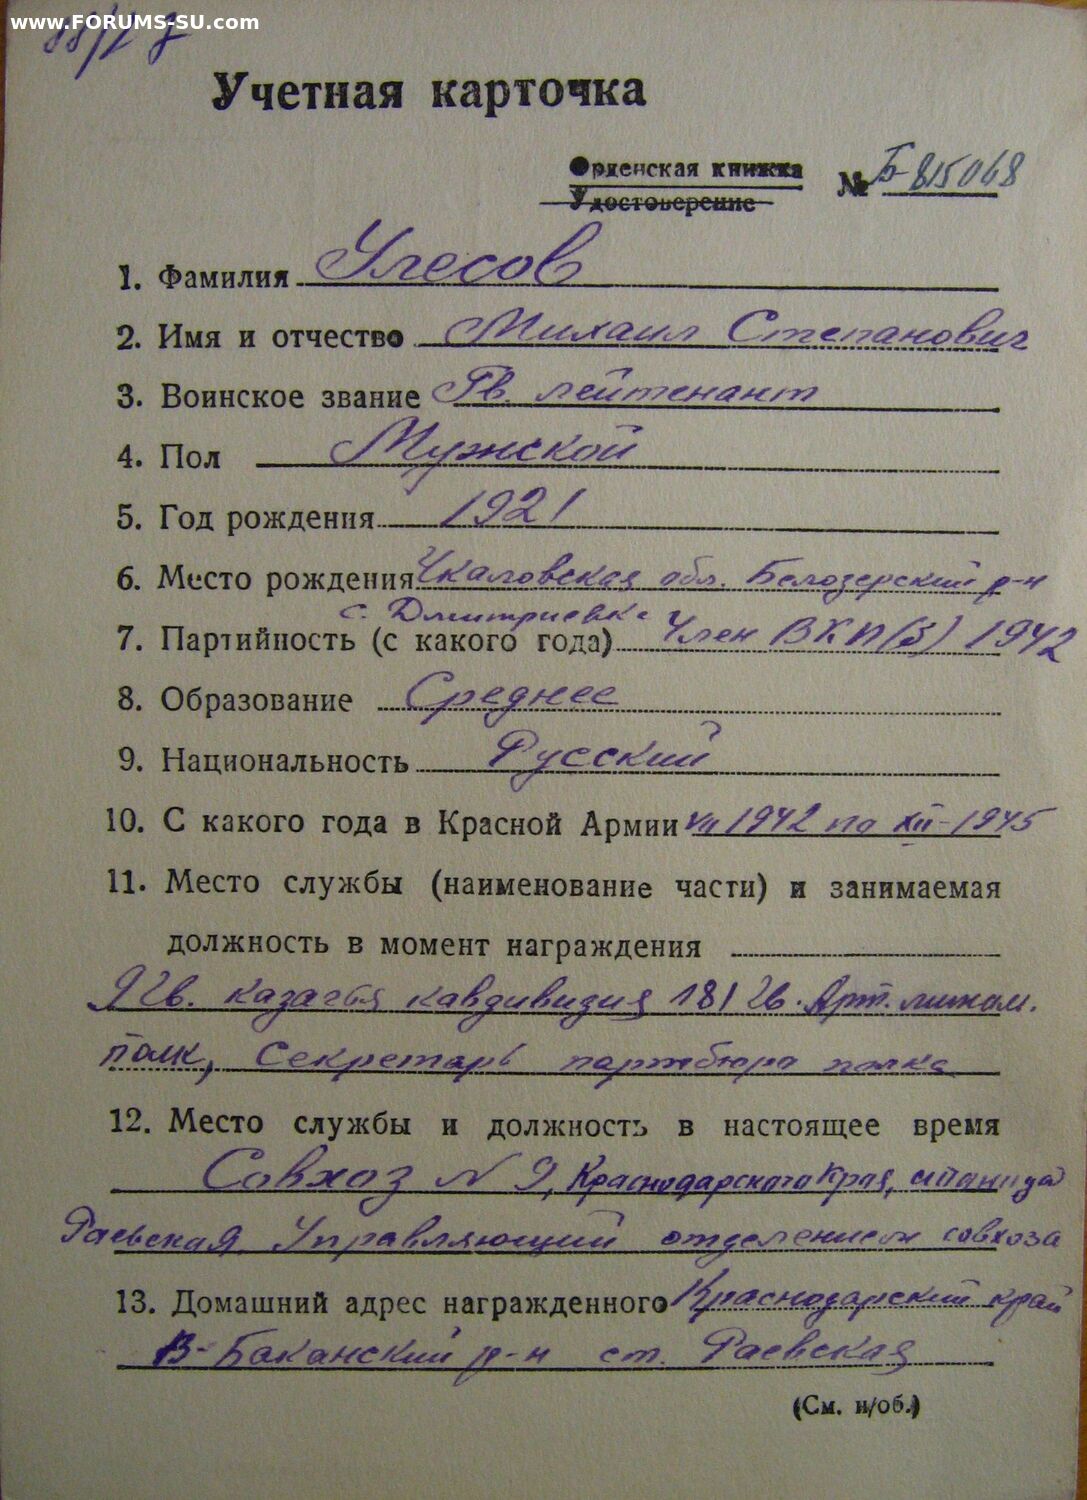 www.FORUMS-SU.com
Учетная карточка
Орденская книжка № Б-815068
Удостоверение
1. Фамилия Улесов
2. Имя и отчество Михаил Степанович
3. Воинское звание Гв. лейтенант
4. Пол Мужской
5. Год рождения 1921
6. Место рождения Чкаловская обл. Белозерский р-н
с. Дмитриевка
7. Партийность (с какого года) Член ВКП(б) 1942
8. Образование Среднее
9. Национальность Русский
10. С какого года в Красной Армии VII 1942 по XII-1945
11. Место службы (наименование части) и занимаемая
должность в момент награждения
9 Гв. казачья кавдивизия 181 Гв. Арт. мином.
полк, Секретарь партбюро полка
12. Место службы и должность в настоящее время
Совхоз N 9, Краснодарского Края, станица
Раевская Управляющий отделением совхоза
13. Домашний адрес награжденного Краснодарский край
В-Баканский р-н ст. Раевская
(См. н/об.)